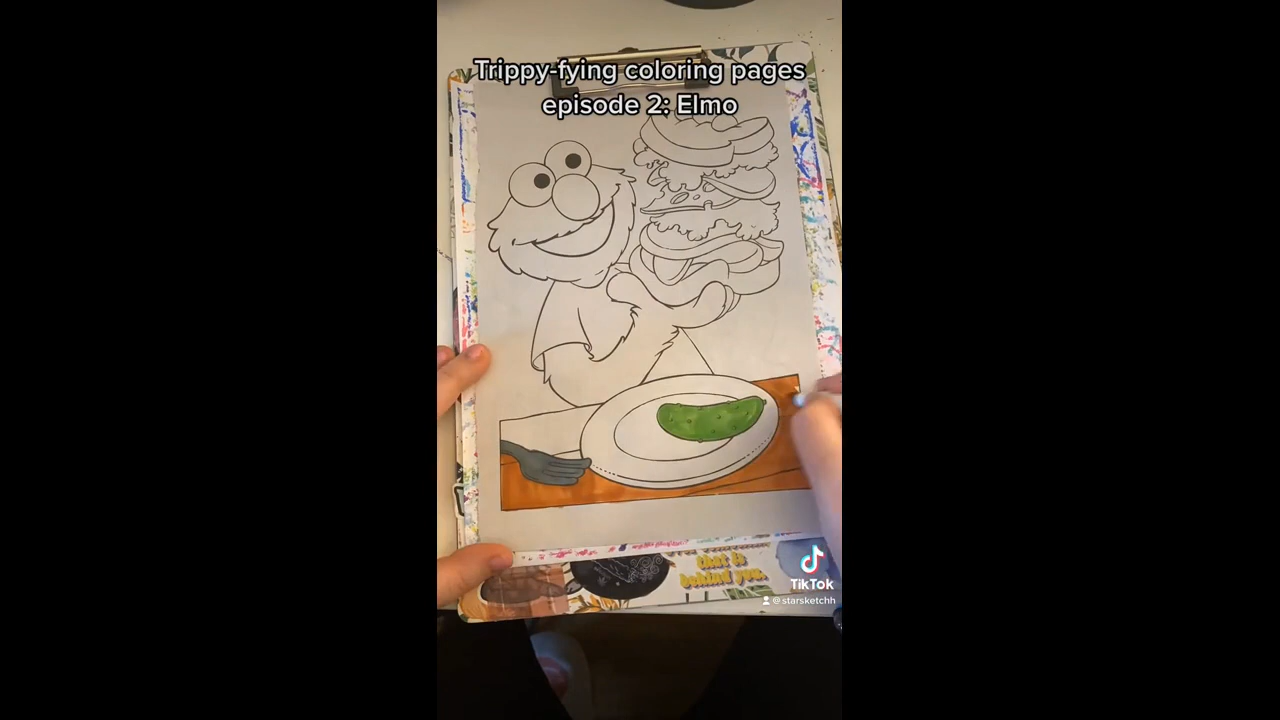 Trippy-fying coloring pages
episode 2: Elmo
that is
behind you.
TikTok
@starsketchh